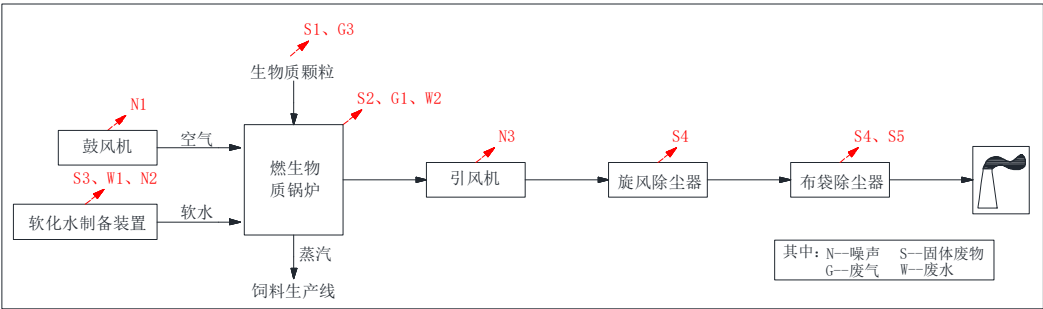 S1、G3
生物质颗粒
S2、G1、W2
N1
鼓风机
空气
燃生物
质锅炉
N3
引风机
S4
旋风除尘器
S4、S5
布袋除尘器
S3、W1、N2
软化水制备装置
软水
蒸汽
饲料生产线
其中：N--噪声 S--固体废物
G--废气 W--废水